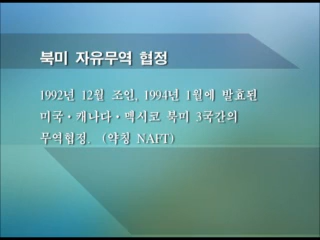 북미 자유무역 협정
1992년 12월 조인, 1994년 1월에 발효된
미국·캐나다·멕시코 북미 3국간의
무역협정. (약칭 NAFT)